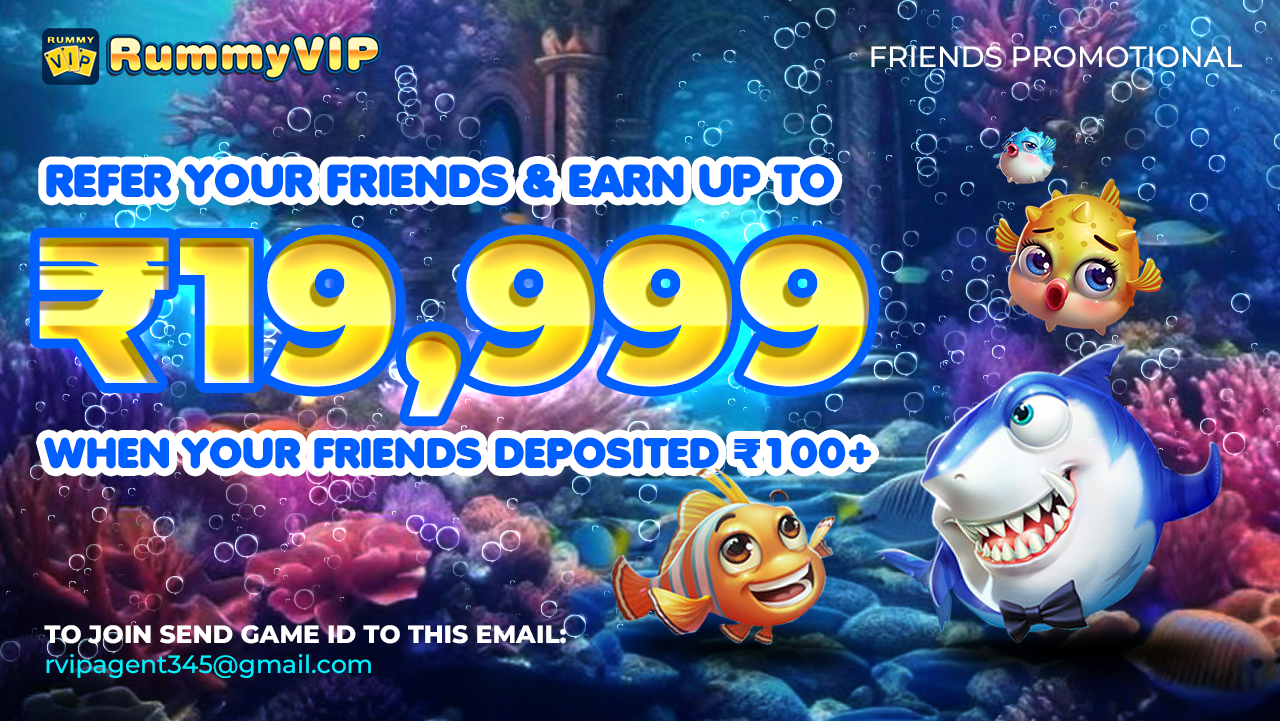 RUMMY
VIP
RummyVIP
FRIENDS PROMOTIONAL
REFER YOUR FRIENDS & EARN UP TO
₹19,999
WHEN YOUR FRIENDS DEPOSITED ₹100+
TO JOIN SEND GAME ID TO THIS EMAIL:
rvipagent345@gmail.com